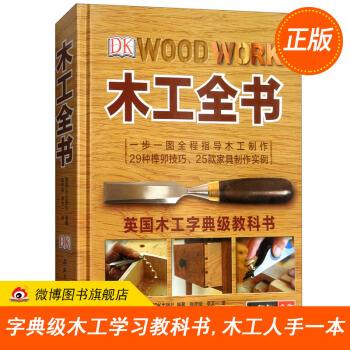 正版
DK WOOD WORK
木工全书
一步一图全程指导木工制作
29种榫卯技巧、25款家具制作实例
英国木工字典级教科书
木工全书
DK
微博图书旗舰店
字典级木工学习教科书, 木工人手一本